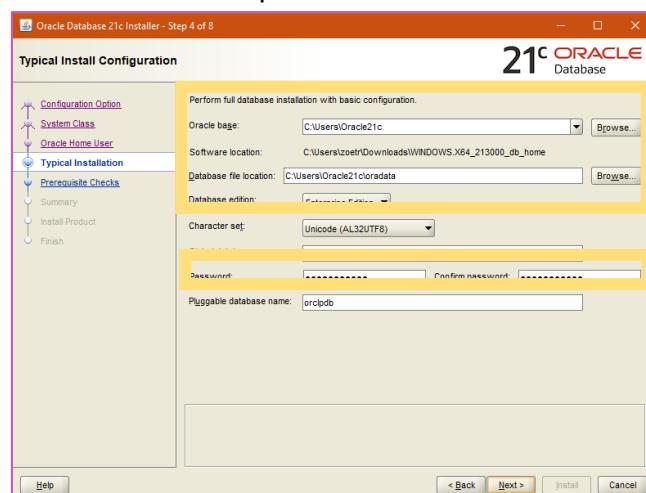 Oracle Database 21c Installer - Step 4 of 8
Typical Install Configuration
21c ORACLE
Database
Configuration Option
System Class
Oracle Home User
Typical Installation
Prerequisite Checks
Summary
Install Product
Finish
Perform full database installation with basic configuration.
Oracle base: C:\Users\Oracle21c Browse...
Software location: C:\Users\zoetr\Downloads\WINDOWS.X64_213000_db_home
Database file location: C:\Users\Oracle21c\oradata Browse...
Database edition: Enterprise Edition
Character set: Unicode (AL32UTF8)
Password: Confirm password:
Pluggable database name: orclpdb
Help < Back Next > Install Cancel